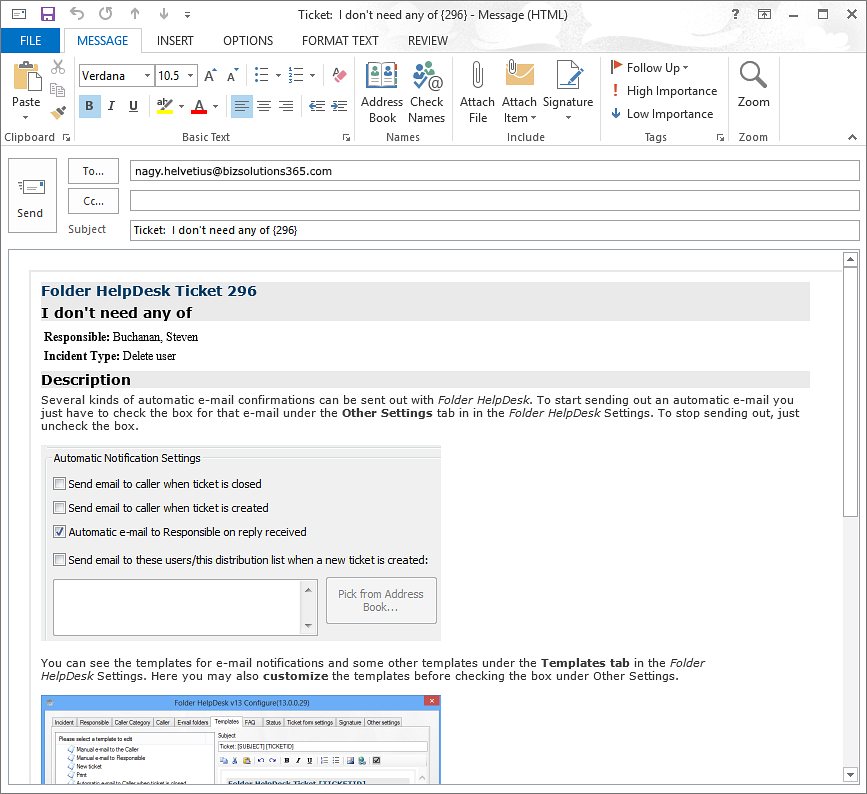 Ticket:  I don't need any of {296} - Message (HTML)
?
FILE
MESSAGE
INSERT
OPTIONS
FORMAT TEXT
REVIEW
Paste
Clipboard
Verdana
10.5
A A
B I U
ab A
Basic Text
Address Book
Check Names
Names
Attach File
Attach Item
Signature
Include
Follow Up
! High Importance
Low Importance
Tags
Zoom
Zoom
Send
To...
nagy.helvetius@bizsolutions365.com
Cc...
Subject
Ticket:  I don't need any of {296}
Folder HelpDesk Ticket 296
I don't need any of
Responsible: Buchanan, Steven
Incident Type: Delete user
Description
Several kinds of automatic e-mail confirmations can be sent out with Folder HelpDesk. To start sending out an automatic e-mail you
just have to check the box for that e-mail under the Other Settings tab in in the Folder HelpDesk Settings. To stop sending out, just
uncheck the box.
Automatic Notification Settings
Send email to caller when ticket is closed
Send email to caller when ticket is created
Automatic e-mail to Responsible on reply received
Send email to these users/this distribution list when a new ticket is created:
Pick from Address
Book...
You can see the templates for e-mail notifications and some other templates under the Templates tab in the Folder
HelpDesk Settings. Here you may also customize the templates before checking the box under Other Settings.
Folder HelpDesk v13 Configure(13.0.0.29)
Incident Responsible Caller Category Caller E-mail folders Templates FAQ Status Ticket form settings Signature Other settings
Please select a template to edit
Manual e-mail to the Caller
Manual e-mail to Responsible
New ticket
Print
Automatic e-mail to Caller when ticket is closed
Subject
Ticket: [SUBJECT] [TICKETID]
B I U
Folder HelpDesk Ticket [TICKETID]